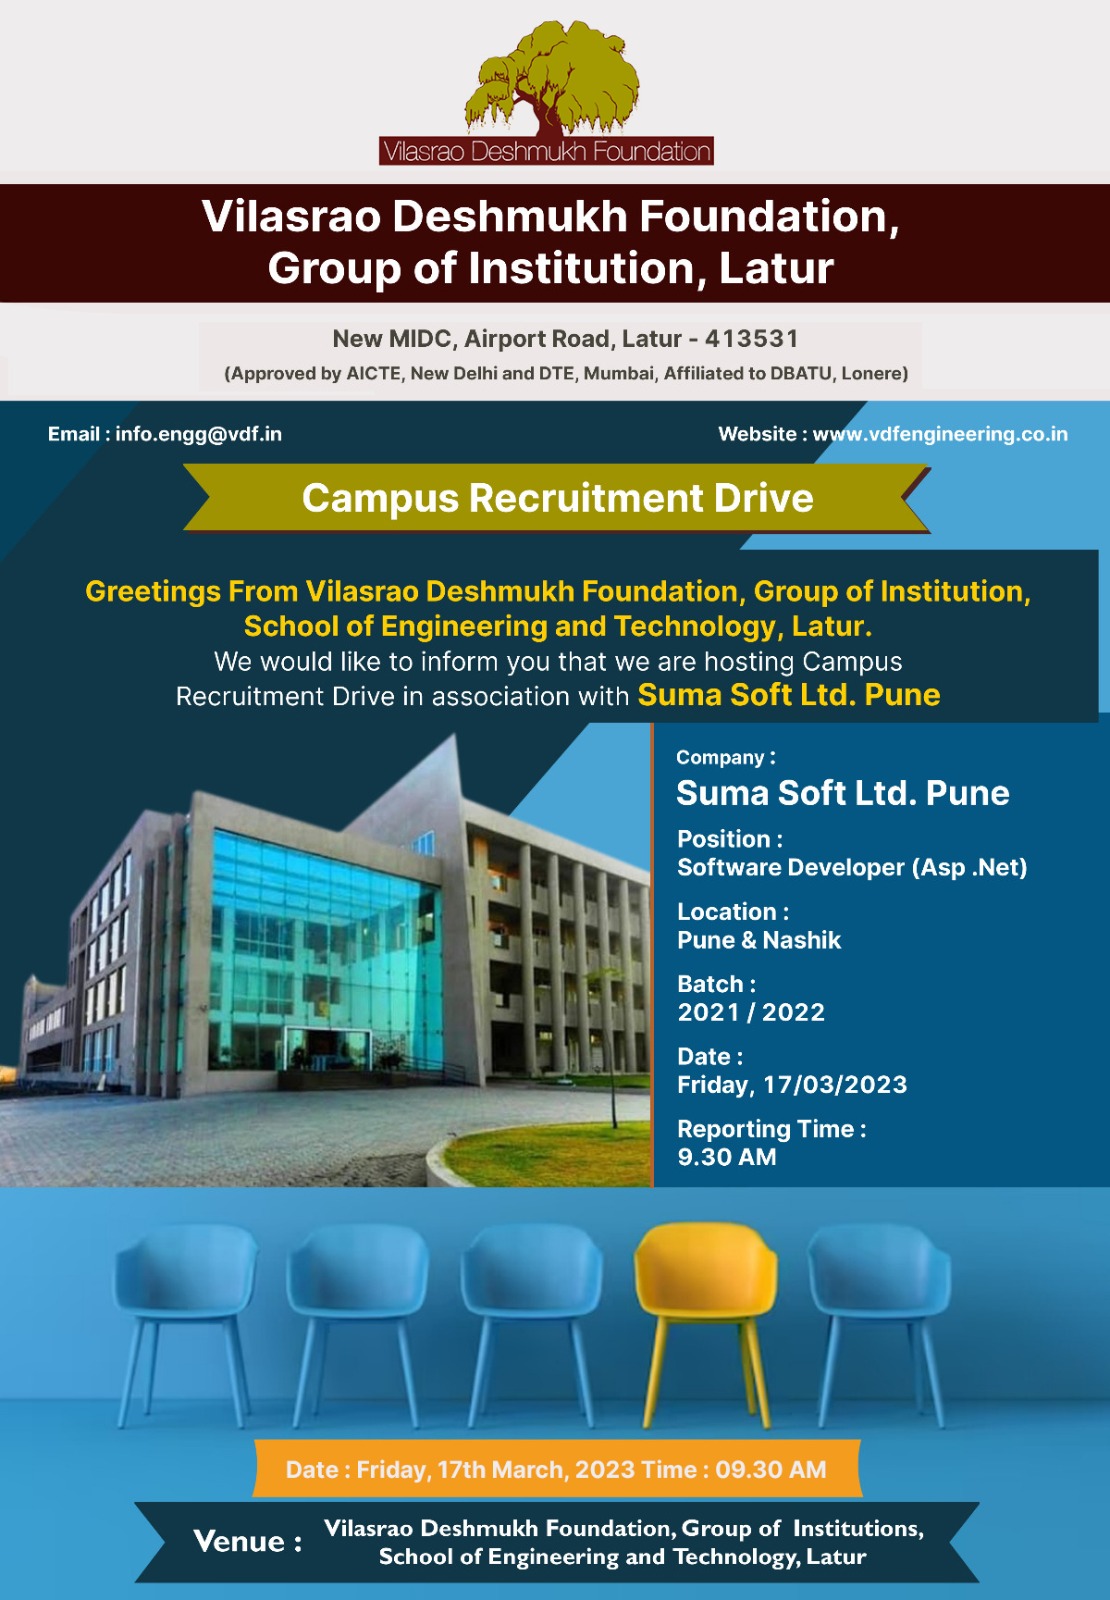 Vilasrao Deshmukh Foundation
Vilasrao Deshmukh Foundation,
Group of Institution, Latur
New MIDC, Airport Road, Latur - 413531
(Approved by AICTE, New Delhi and DTE, Mumbai, Affiliated to DBATU, Lonere)
Email : info.engg@vdf.in
Website : www.vdfengineering.co.in
Campus Recruitment Drive
Greetings From Vilasrao Deshmukh Foundation, Group of Institution,
School of Engineering and Technology, Latur.
We would like to inform you that we are hosting Campus
Recruitment Drive in association with Suma Soft Ltd. Pune
Company :
Suma Soft Ltd. Pune
Position :
Software Developer (Asp .Net)
Location :
Pune & Nashik
Batch :
2021 / 2022
Date :
Friday, 17/03/2023
Reporting Time :
9.30 AM
Date : Friday, 17th March, 2023 Time : 09.30 AM
Venue : Vilasrao Deshmukh Foundation, Group of Institutions,
School of Engineering and Technology, Latur